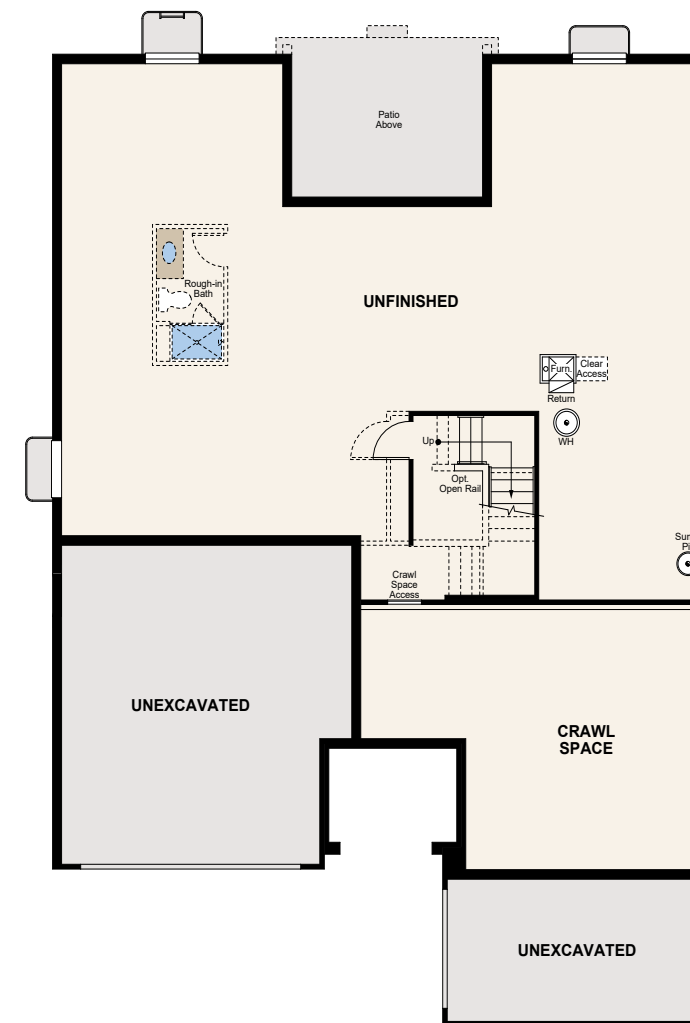 Patio
Above
Rough-in
Bath
UNFINISHED
Furn.
Clear
Access
Return
WH
Up
Opt.
Open Rail
Crawl
Space
Access
UNEXCAVATED
CRAWL
SPACE
UNEXCAVATED